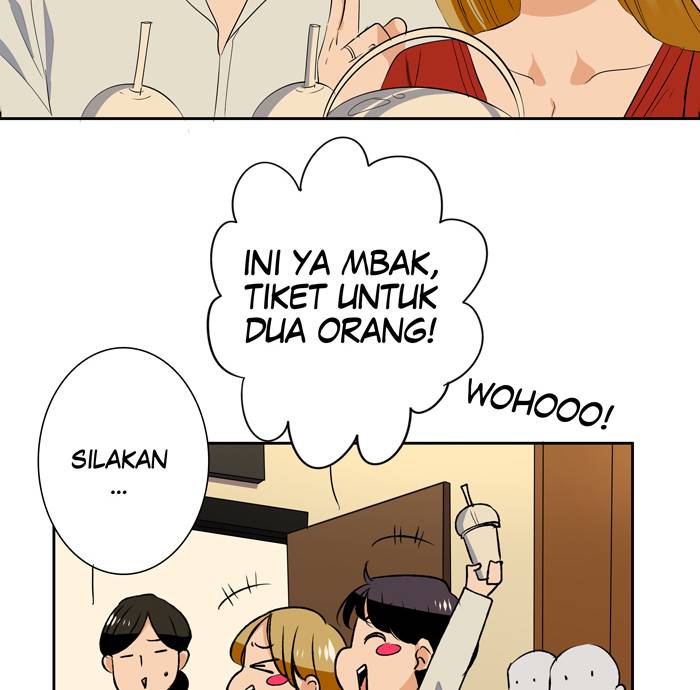 INI YA MBAK,
TIKET UNTUK
DUA ORANG!
WOHOOO!
SILAKAN
...